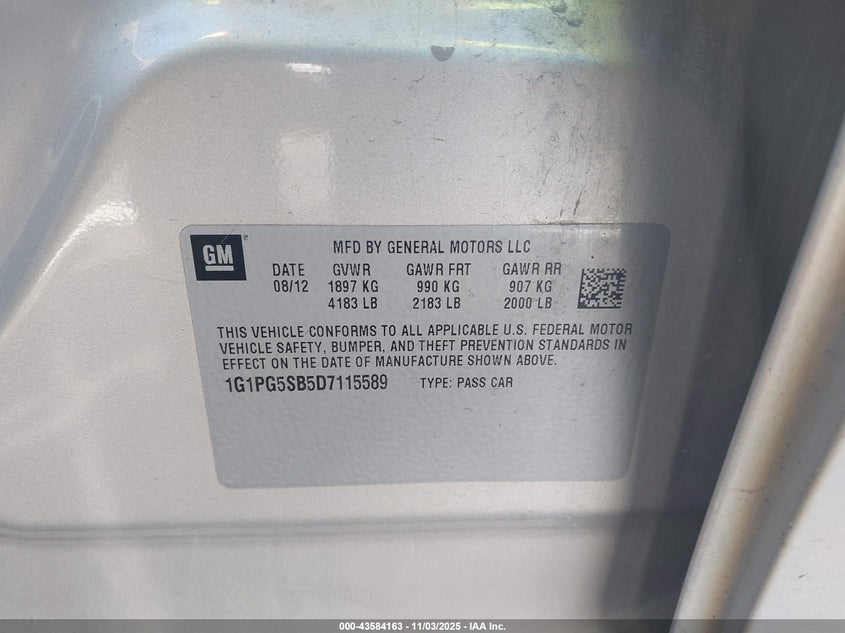 GM
MFD BY GENERAL MOTORS LLC
DATE GVWR GAWR FRT GAWR RR
08/12 1897 KG 990 KG 907 KG
4183 LB 2183 LB 2000 LB
THIS VEHICLE CONFORMS TO ALL APPLICABLE U.S. FEDERAL MOTOR
VEHICLE SAFETY, BUMPER, AND THEFT PREVENTION STANDARDS IN
EFFECT ON THE DATE OF MANUFACTURE SHOWN ABOVE.
1G1PG5SB5D7115589 TYPE: PASS CAR
000-43584163 - 11/03/2025 - IAA Inc.